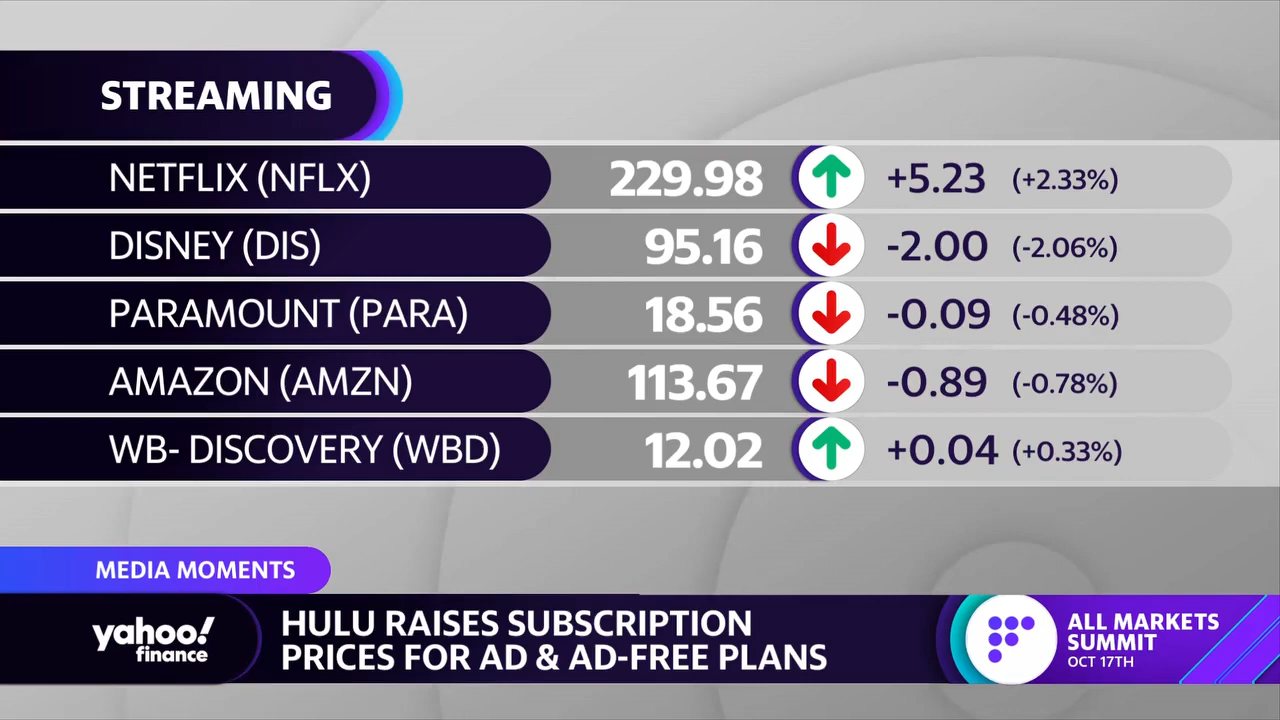 STREAMING
NETFLIX (NFLX) 229.98 +5.23 (+2.33%)
DISNEY (DIS) 95.16 -2.00 (-2.06%)
PARAMOUNT (PARA) 18.56 -0.09 (-0.48%)
AMAZON (AMZN) 113.67 -0.89 (-0.78%)
WB- DISCOVERY (WBD) 12.02 +0.04 (+0.33%)
MEDIA MOMENTS
yahoo!
finance
HULU RAISES SUBSCRIPTION
PRICES FOR AD & AD-FREE PLANS
ALL MARKETS
SUMMIT
OCT 17TH